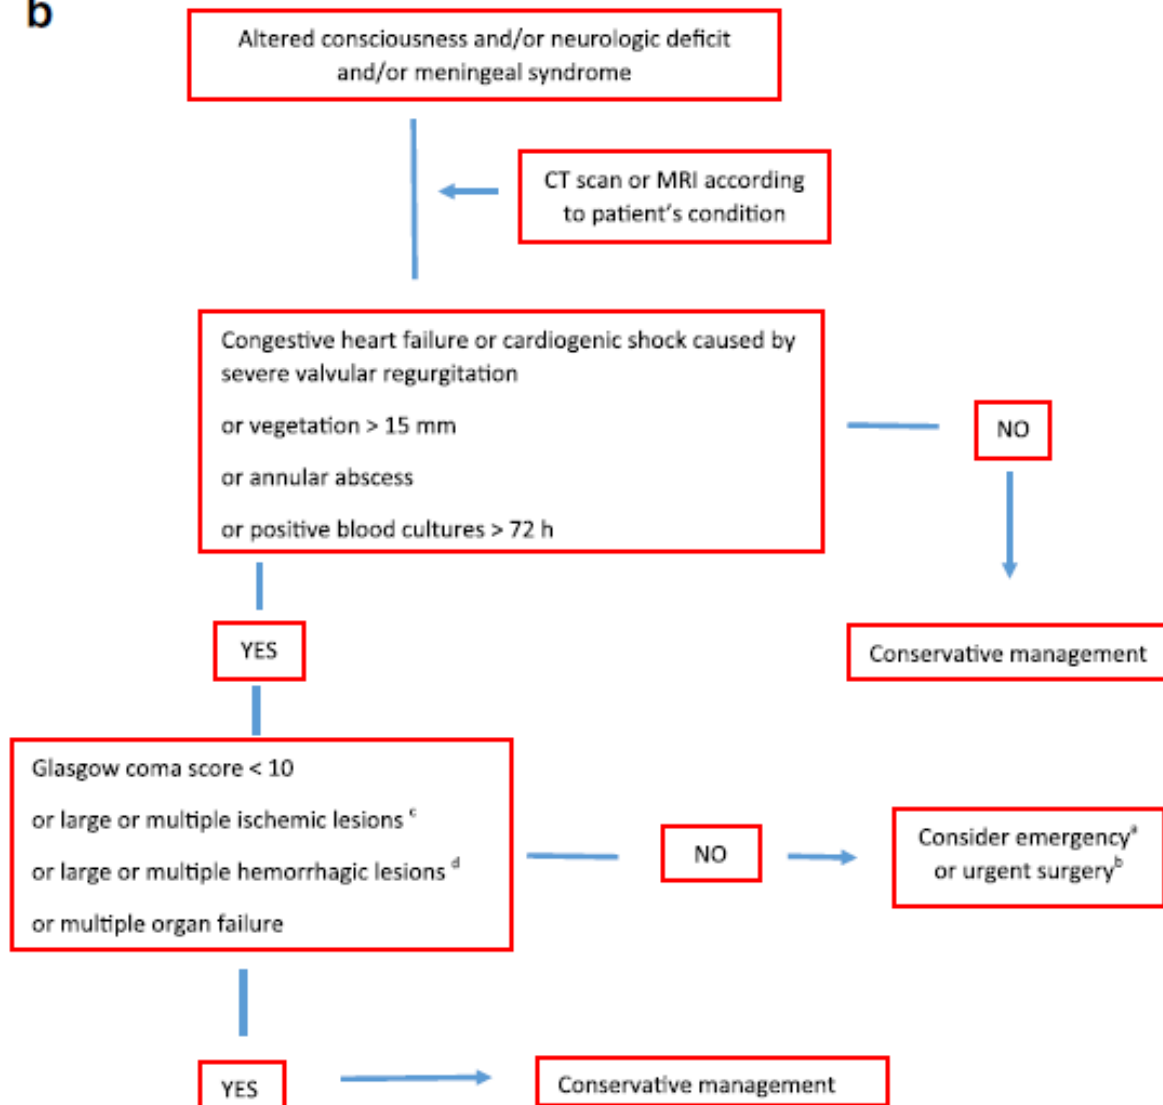 b
Altered consciousness and/or neurologic deficit
and/or meningeal syndrome
CT scan or MRI according
to patient's condition
Congestive heart failure or cardiogenic shock caused by
severe valvular regurgitation
or vegetation > 15 mm
or annular abscess
or positive blood cultures > 72 h
NO
YES
Conservative management
Glasgow coma score < 10
or large or multiple ischemic lesions c
or large or multiple hemorrhagic lesions d
or multiple organ failure
NO
Consider emergencya
or urgent surgeryb
YES
Conservative management